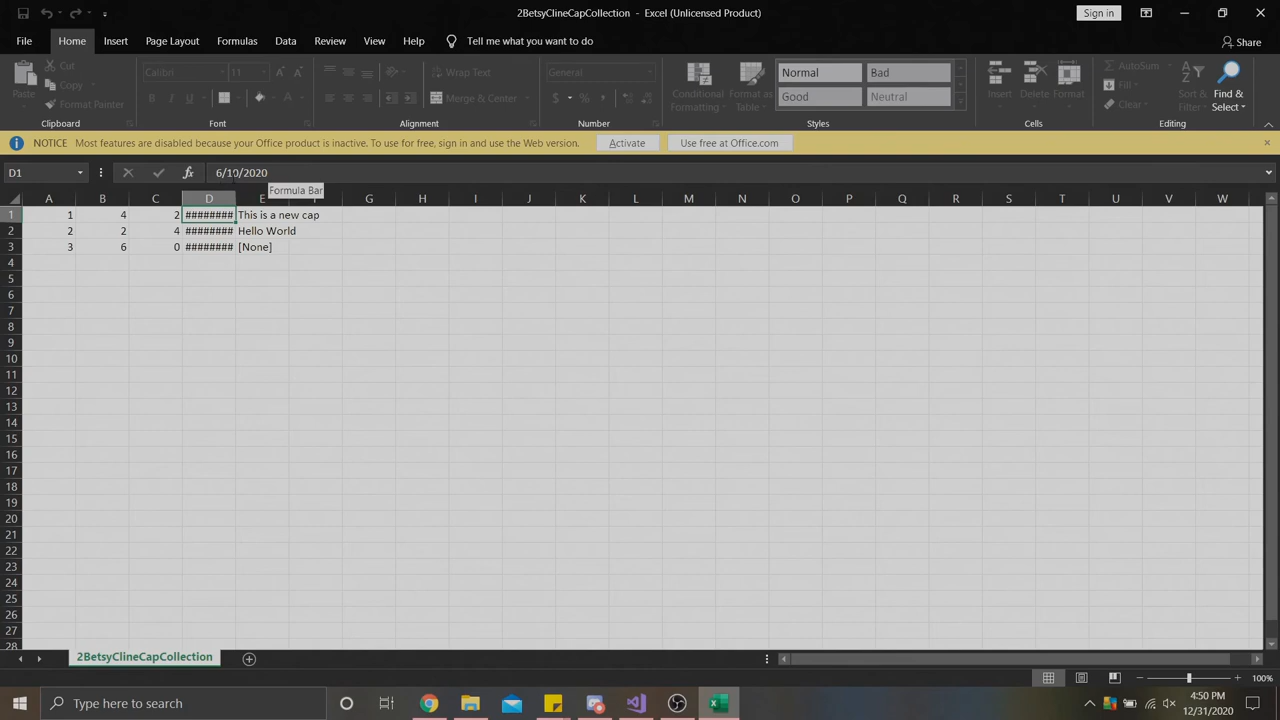 2BetsyClineCapCollection - Excel (Unlicensed Product)
Sign in
File Home Insert Page Layout Formulas Data Review View Help Tell me what you want to do
Share
Paste
Cut
Copy
Format Painter
Clipboard
Calibri 11
B I U
Font
Wrap Text
Merge & Center
Alignment
General
$ % ,
Number
Conditional Formatting
Format as Table
Normal Bad
Good Neutral
Styles
Insert Delete Format
Cells
AutoSum
Fill
Clear
Sort & Filter
Find & Select
Editing
NOTICE Most features are disabled because your Office product is inactive. To use for free, sign in and use the Web version. Activate Use free at Office.com
D1 fx 6/10/2020
Formula Bar
A B C D E F G H I J K L M N O P Q R S T U V W
1 1 4 2 ######## This is a new cap
2 2 2 4 ######## Hello World
3 3 6 0 ######## [None]
4
5
6
7
8
9
10
11
12
13
14
15
16
17
18
19
20
21
22
23
24
25
26
27
28
2BetsyClineCapCollection
100%
Type here to search
4:50 PM
12/31/2020